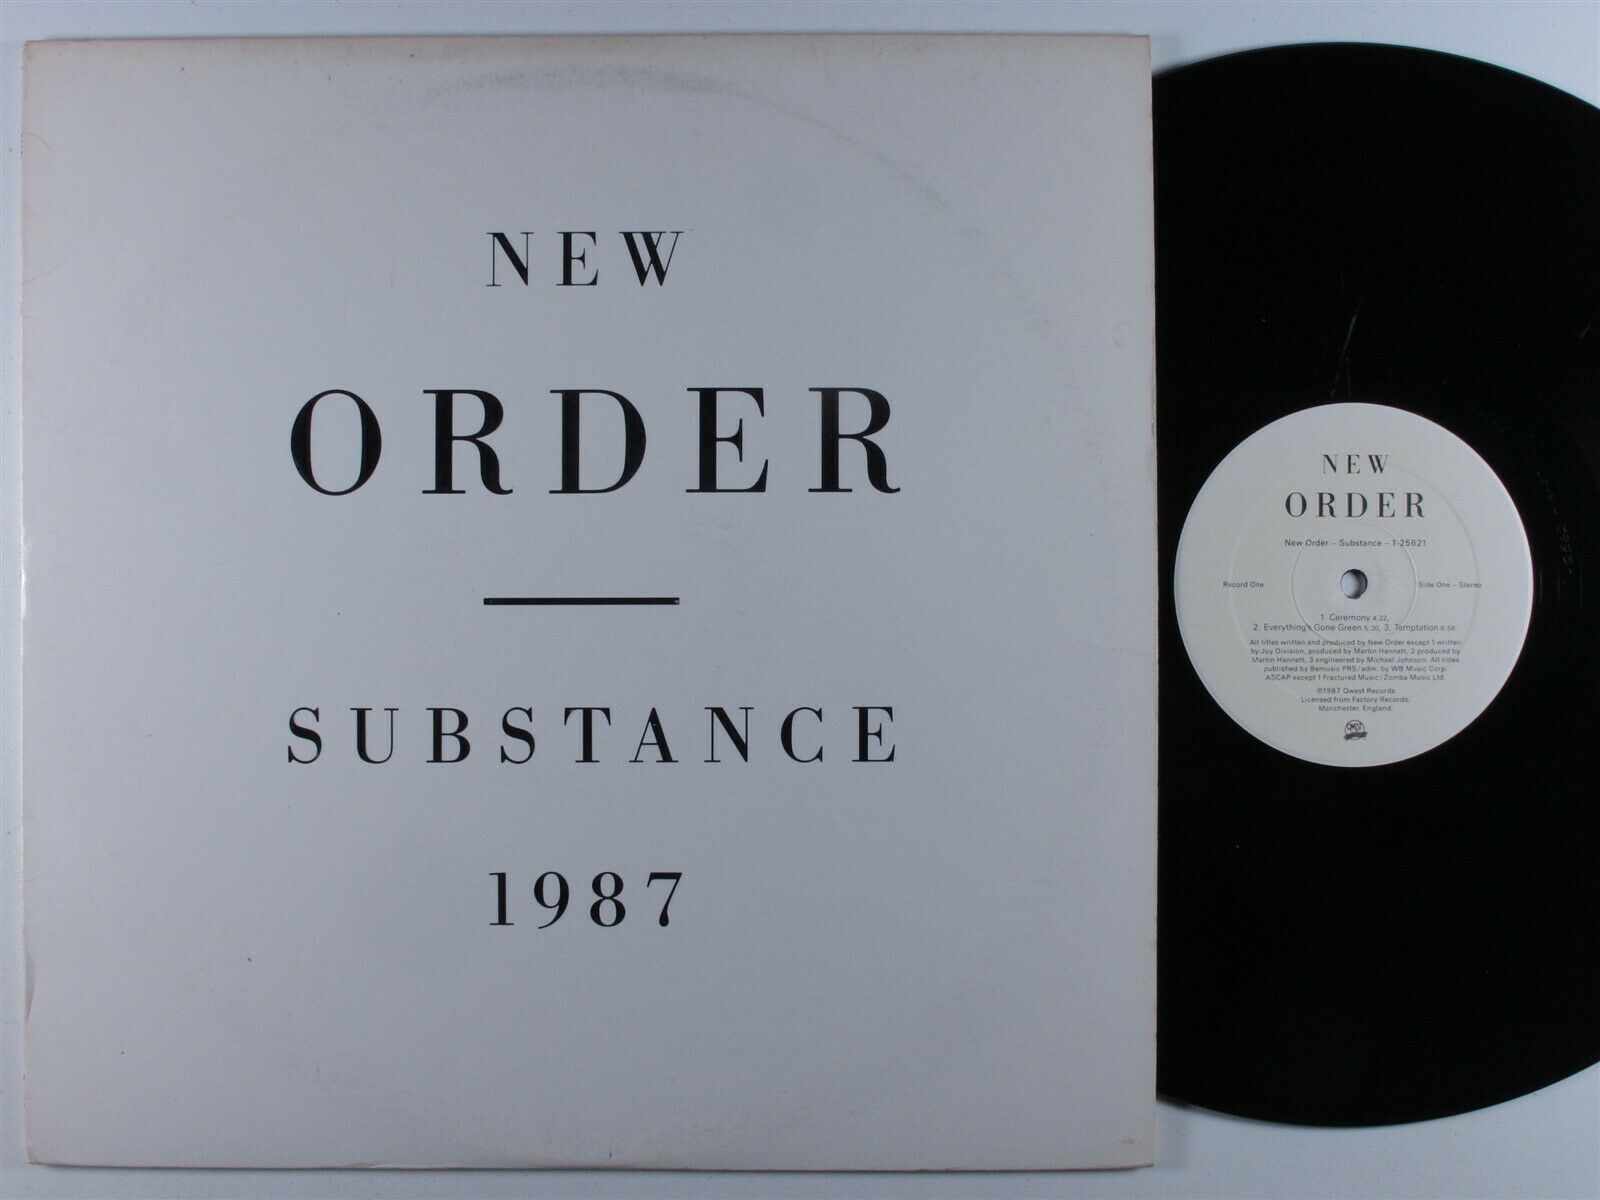 NEW
ORDER
SUBSTANCE
1987
NEW
ORDER
New Order – Substance – 1-25621
Record One
Side One – Stereo
1. Ceremony 4:22,
2. Everything's Gone Green 5:30, 3. Temptation 8:58
All titles written and produced by New Order except 1 written
by Joy Division, produced by Martin Hannett, 2 produced by
Martin Hannett, 3 engineered by Michael Johnson. All titles
published by Bemusic PRS/adm. by WB Music Corp.
ASCAP except 1 Fractured Music/Zomba Music Ltd
℗1987 Qwest Records
Licensed from Factory Records,
Manchester, England.
QWEST